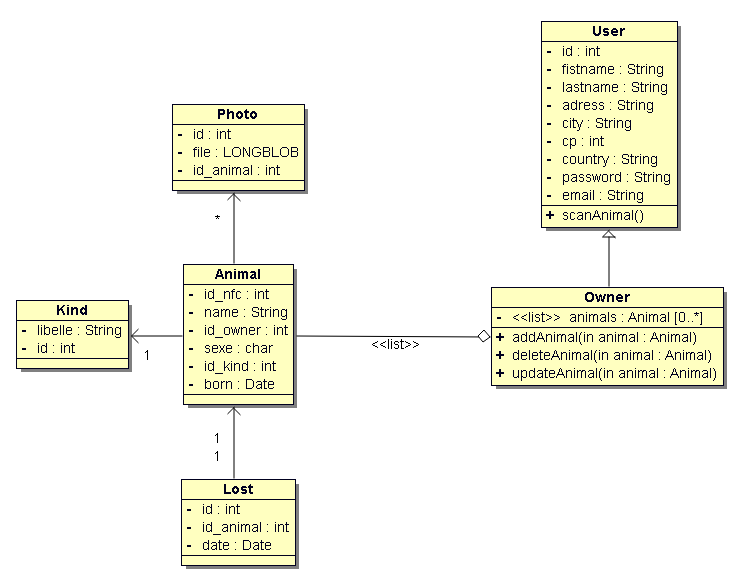 User
- id : int
- fistname : String
- lastname : String
- adress : String
- city : String
- cp : int
- country : String
- password : String
- email : String
+ scanAnimal()
Photo
- id : int
- file : LONGBLOB
- id_animal : int
*
Animal
- id_nfc : int
- name : String
- id_owner : int
- sexe : char
- id_kind : int
- born : Date
Kind
- libelle : String
- id : int
1
<<list>>
Owner
- <<list>> animals : Animal [0..*]
+ addAnimal(in animal : Animal)
+ deleteAnimal(in animal : Animal)
+ updateAnimal(in animal : Animal)
1
1
Lost
- id : int
- id_animal : int
- date : Date